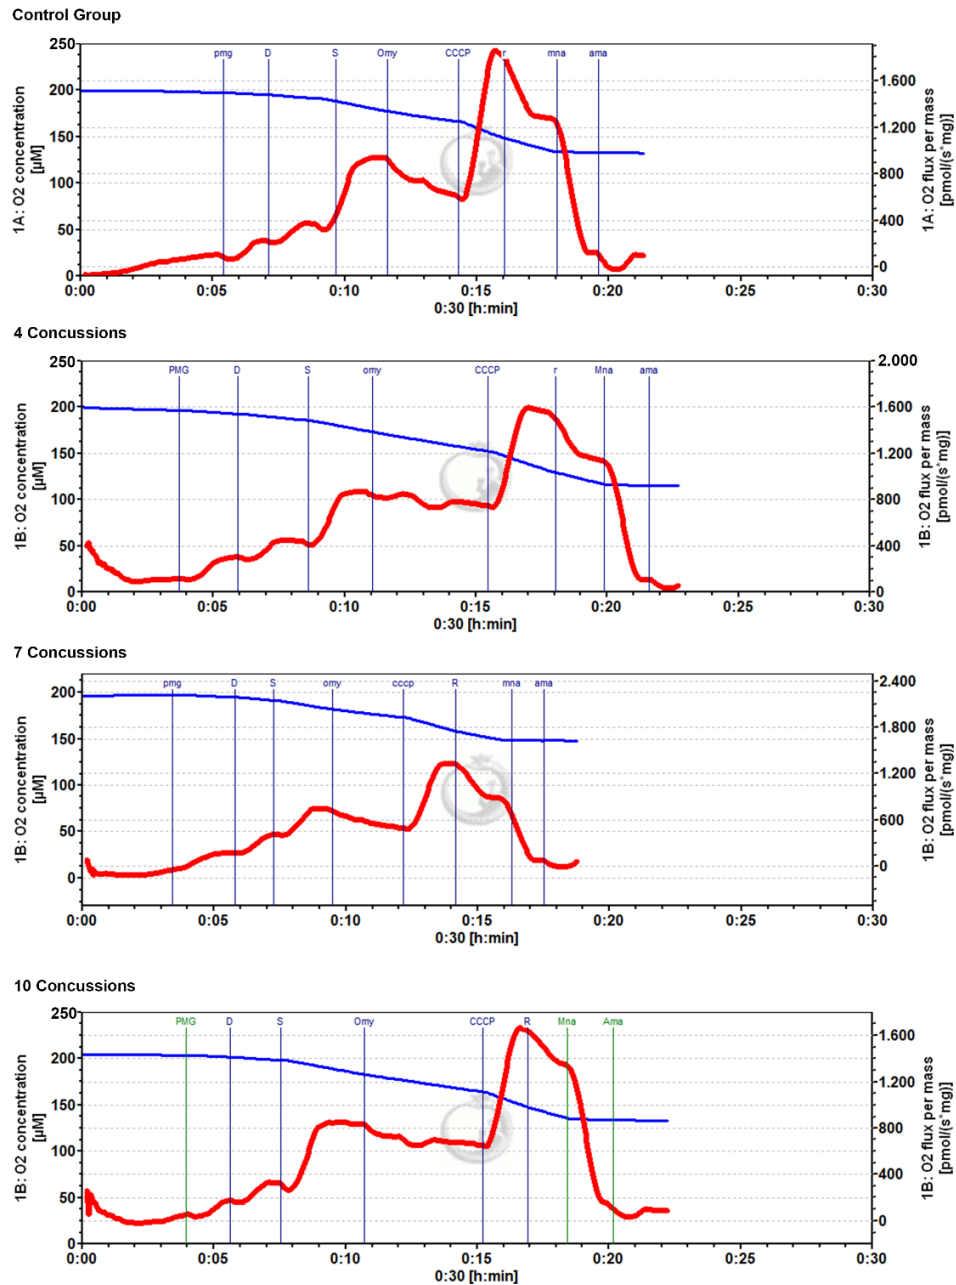 Control Group
pmg D S Omy CCCP r mna ama
250
200
150
100
50
0
1A: O2 concentration
[µM]
1.600
1.200
800
400
0
1A: O2 flux per mass
[pmol/(s*mg)]
0:00 0:05 0:10 0:15 0:20 0:25 0:30
0:30 [h:min]
4 Concussions
PMG D S omy CCCP r Mna ama
250
200
150
100
50
0
1B: O2 concentration
[µM]
2.000
1.600
1.200
800
400
0
1B: O2 flux per mass
[pmol/(s*mg)]
0:00 0:05 0:10 0:15 0:20 0:25 0:30
0:30 [h:min]
7 Concussions
pmg D S omy cccp R mna ama
200
150
100
50
0
1B: O2 concentration
[µM]
2.400
1.800
1.200
600
0
1B: O2 flux per mass
[pmol/(s*mg)]
0:00 0:05 0:10 0:15 0:20 0:25 0:30
0:30 [h:min]
10 Concussions
PMG D S Omy CCCP R Mna Ama
250
200
150
100
50
0
1B: O2 concentration
[µM]
1.600
1.200
800
400
0
1B: O2 flux per mass
[pmol/(s*mg)]
0:00 0:05 0:10 0:15 0:20 0:25 0:30
0:30 [h:min]